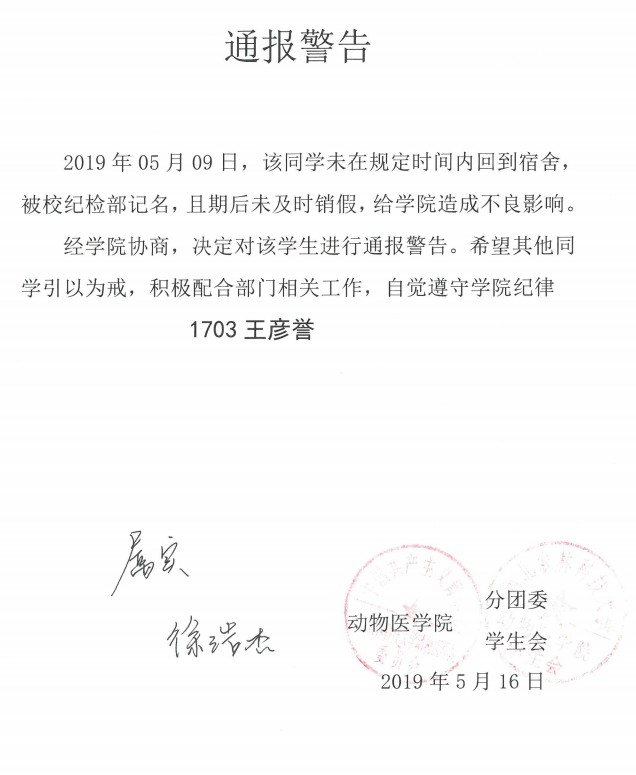 通报警告
2019 年 05 月 09 日，该同学未在规定时间内回到宿舍，
被校纪检部记名，且期后未及时销假，给学院造成不良影响。
经学院协商，决定对该学生进行通报警告。希望其他同
学引以为戒，积极配合部门相关工作，自觉遵守学院纪律
1703 王彦誉
属实
徐浩杰
分团委
动物医学院
学生会
2019 年 5 月 16 日